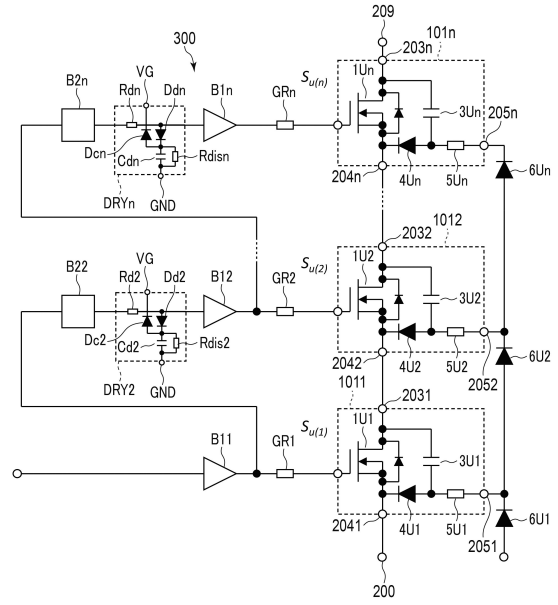 209
300
203n
101n
VG
Su(n)
1Un
B2n
Rdn
Ddn
B1n
GRn
3Un
205n
Dcn
Cdn
Rdisn
4Un
5Un
6Un
204n
DRYn
GND
2032
1012
VG
Su(2)
1U2
B22
Rd2
Dd2
B12
GR2
3U2
Dc2
Cd2
Rdis2
4U2
5U2
2052
6U2
2042
DRY2
GND
1011
2031
Su(1)
1U1
B11
GR1
3U1
2041
4U1
5U1
2051
6U1
200